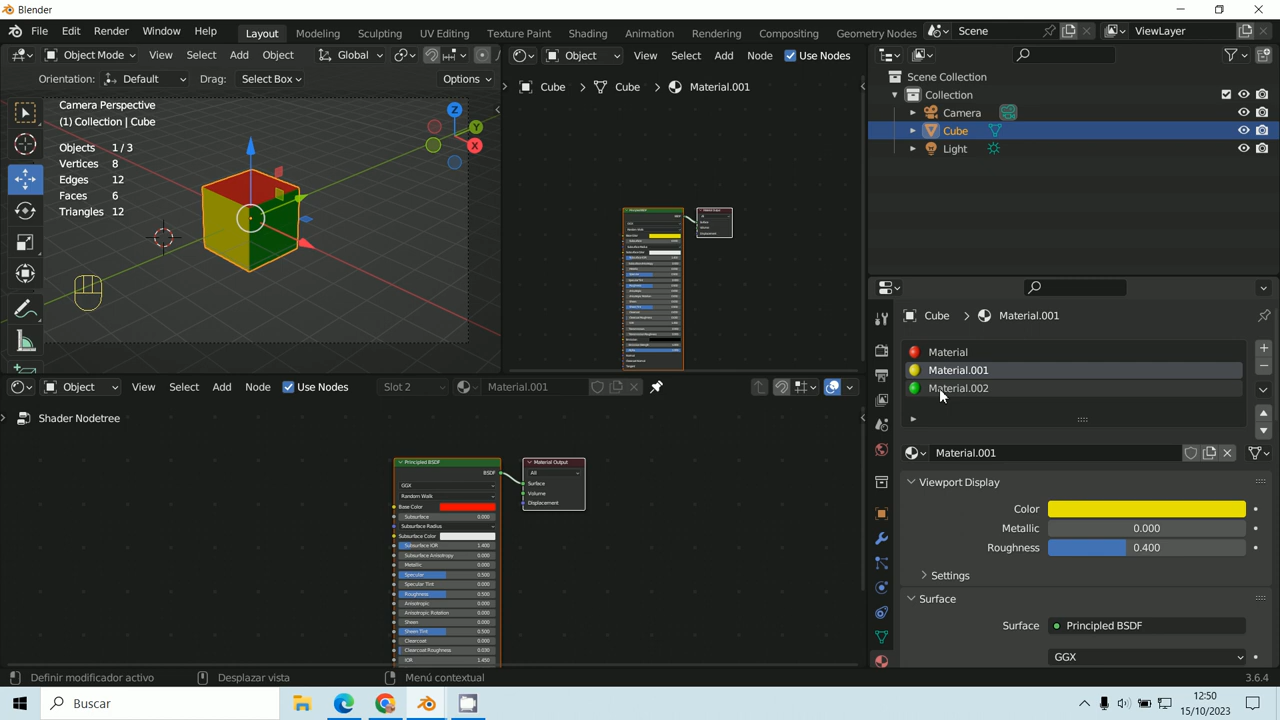 Blender
File Edit Render Window Help Layout Modeling Sculpting UV Editing Texture Paint Shading Animation Rendering Compositing Geometry Nodes Scene ViewLayer
Object Mode View Select Add Object Global
Object View Select Add Node Use Nodes
Orientation: Default Drag: Select Box Options
Cube > Cube > Material.001
Camera Perspective
(1) Collection | Cube
Objects 1 / 3
Vertices 8
Edges 12
Faces 6
Triangles 12
Z
Y
X
Scene Collection
Collection
Camera
Cube
Light
Cube > Material.001
Material
Material.001
Material.002
Material.001
Viewport Display
Color
Metallic 0.000
Roughness 0.400
Settings
Surface
Surface Principled BSDF
GGX
Object View Select Add Node Use Nodes Slot 2 Material.001
Shader Nodetree
Principled BSDF
BSDF
GGX
Random Walk
Base Color
Subsurface 0.000
Subsurface Radius
Subsurface Color
Subsurface IOR 1.400
Subsurface Anisotropy 0.000
Metallic 0.000
Specular 0.500
Specular Tint 0.000
Roughness 0.500
Anisotropic 0.000
Anisotropic Rotation 0.000
Sheen 0.000
Sheen Tint 0.500
Clearcoat 0.000
Clearcoat Roughness 0.030
IOR 1.450
Material Output
All
Surface
Volume
Displacement
Definir modificador activo Desplazar vista Menú contextual 3.6.4
Buscar
12:50
15/10/2023